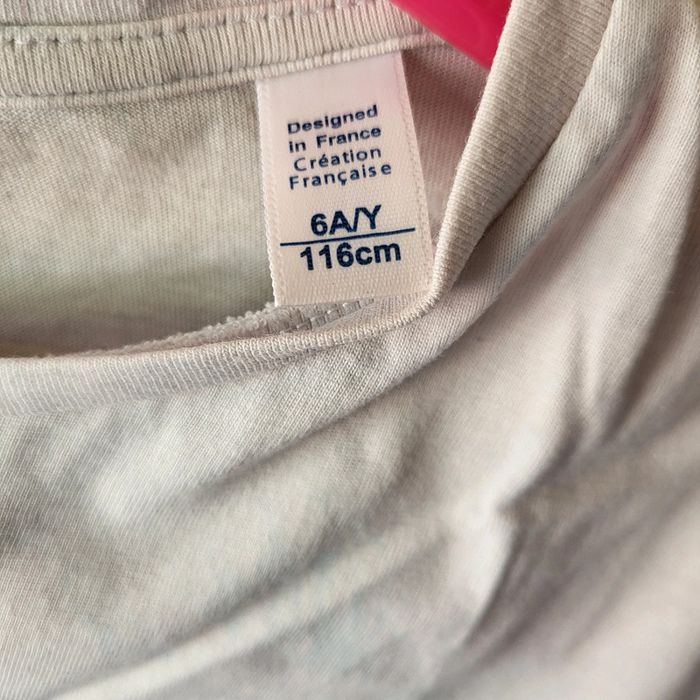 Designed
in France
Création
Française
6A/Y
116cm